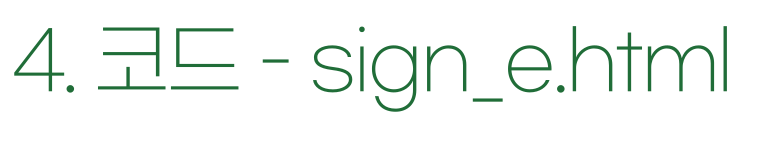 4. 코드 - sign_e.html